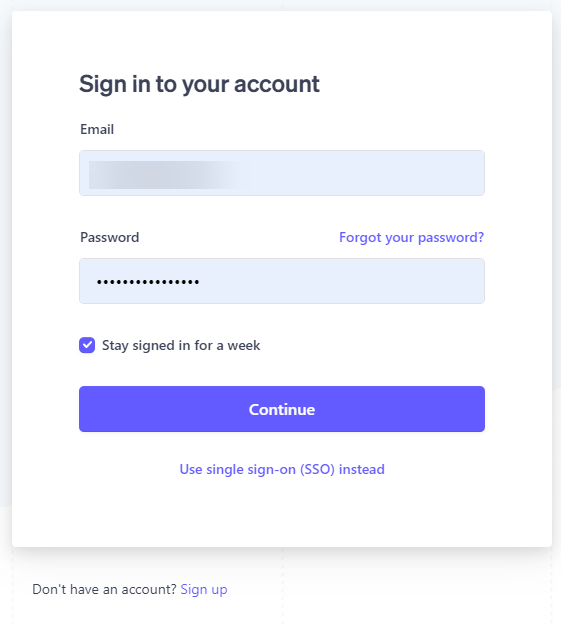 Sign in to your account
Email
Password Forgot your password?
••••••••••••••••
Stay signed in for a week
Continue
Use single sign-on (SSO) instead
Don't have an account? Sign up